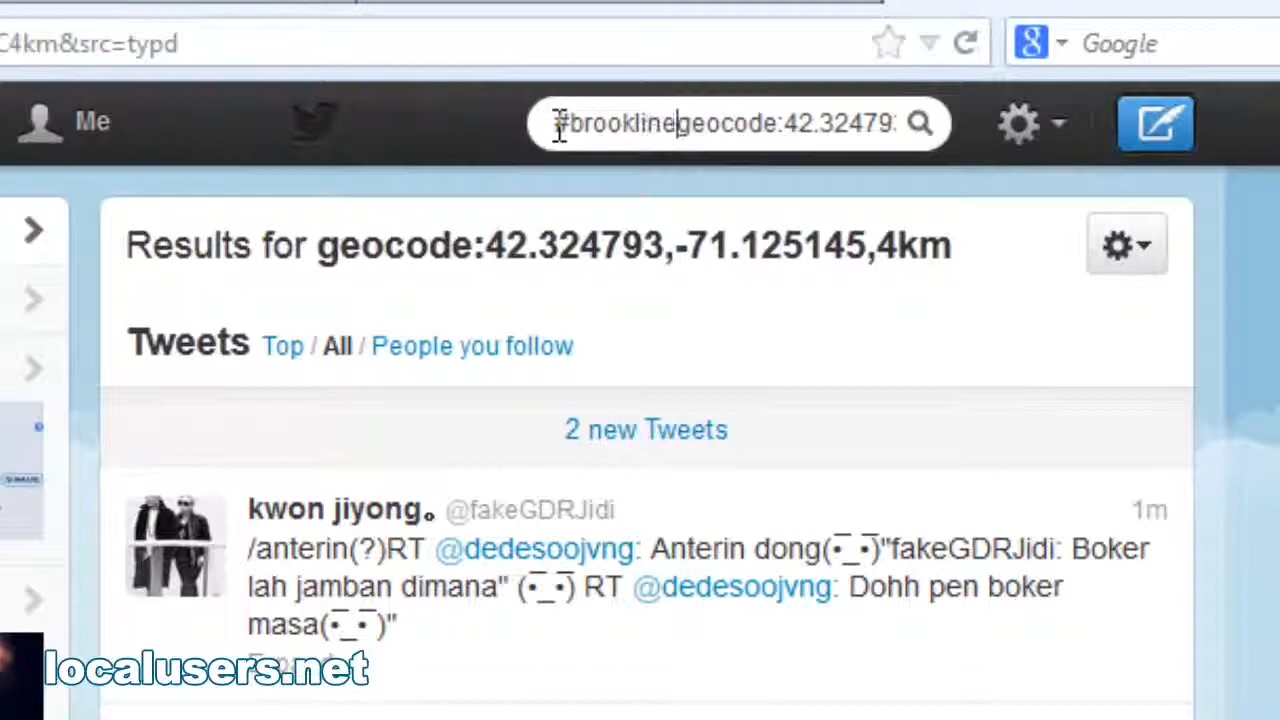 C4km&src=typd
Google
Me
#brooklinegeocode:42.32479
Results for geocode:42.324793,-71.125145,4km
Tweets Top / All / People you follow
2 new Tweets
kwon jiyong。 @fakeGDRJidi 1m
/anterin(?)RT @dedesoojvng: Anterin dong(•̅_•̅)"fakeGDRJidi: Boker
lah jamban dimana" (•̅_•̅) RT @dedesoojvng: Dohh pen boker
masa(•̅_•̅)"
localusers.net